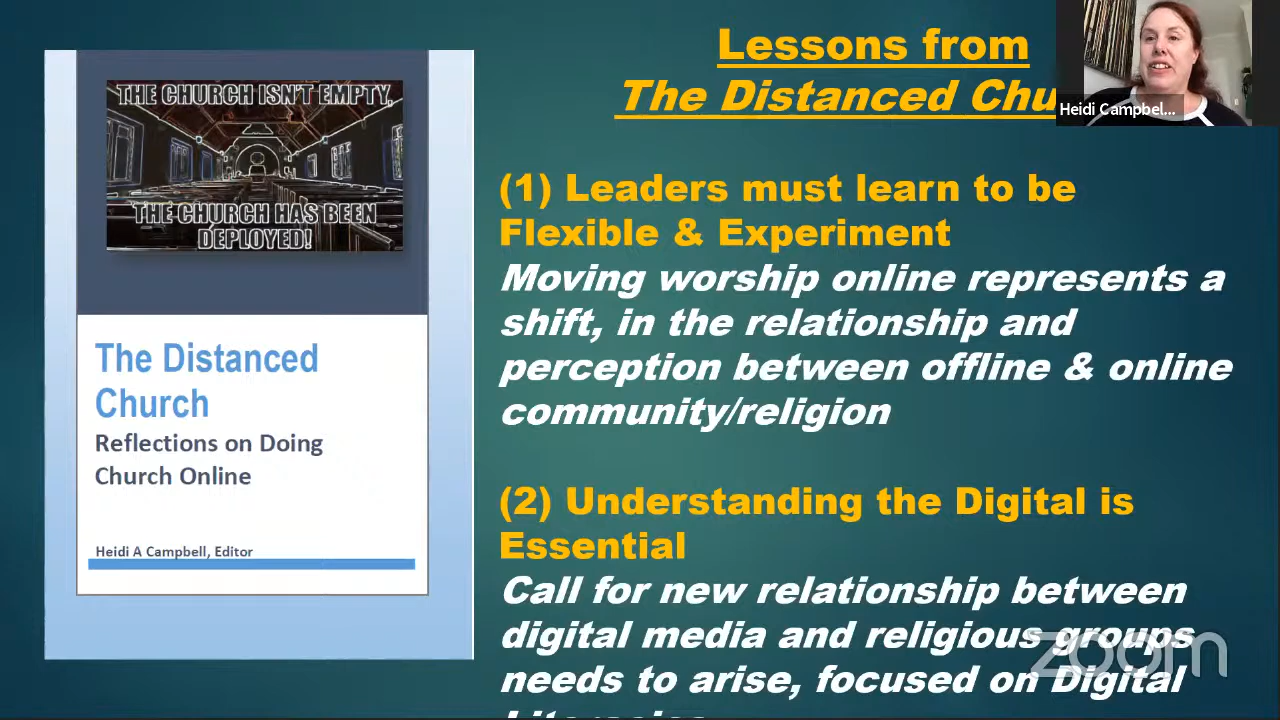 Lessons from
The Distanced Chu
Heidi Campbel...
THE CHURCH ISN'T EMPTY,
THE CHURCH HAS BEEN
DEPLOYED!
The Distanced
Church
Reflections on Doing
Church Online
Heidi A Campbell, Editor
(1) Leaders must learn to be
Flexible & Experiment
Moving worship online represents a
shift, in the relationship and
perception between offline & online
community/religion
(2) Understanding the Digital is
Essential
Call for new relationship between
digital media and religious groups
needs to arise, focused on Digital
zoom